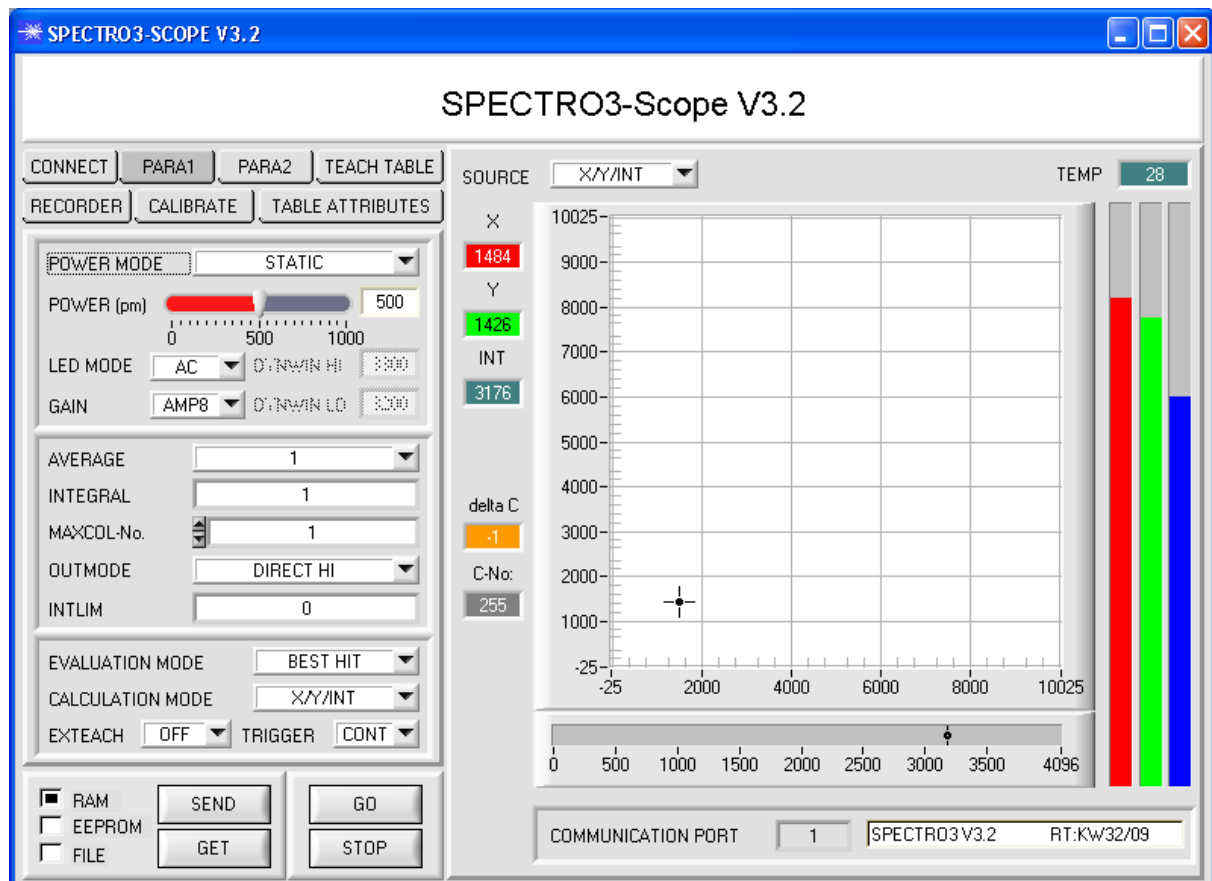 SPECTRO3-SCOPE V3.2
SPECTRO3-Scope V3.2
CONNECT PARA1 PARA2 TEACH TABLE
RECORDER CALIBRATE TABLE ATTRIBUTES
POWER MODE STATIC
POWER (pm) 500
0 500 1000
LED MODE AC DYNWIN HI
GAIN AMP8 DYNWIN LO
AVERAGE 1
INTEGRAL 1
MAXCOL-No. 1
OUTMODE DIRECT HI
INTLIM 0
EVALUATION MODE BEST HIT
CALCULATION MODE X/Y/INT
EXTEACH OFF TRIGGER CONT
RAM
EEPROM
FILE
SEND
GET
GO
STOP
SOURCE X/Y/INT
TEMP 28
X
1484
Y
1426
INT
3176
delta C
-1
C-No:
255
10025
9000
8000
7000
6000
5000
4000
3000
2000
1000
-25
-25 2000 4000 6000 8000 10025
0 500 1000 1500 2000 2500 3000 3500 4096
COMMUNICATION PORT 1 SPECTRO3 V3.2 RT:KW32/09